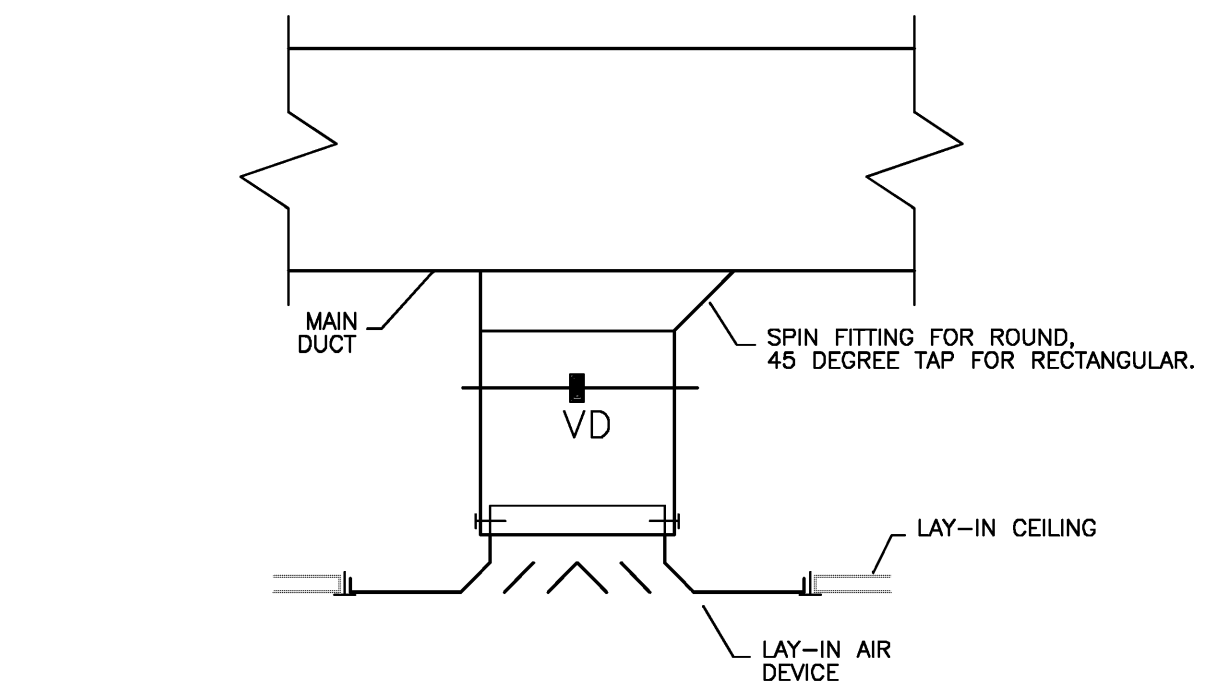 MAIN
DUCT
SPIN FITTING FOR ROUND,
45 DEGREE TAP FOR RECTANGULAR.
VD
LAY-IN CEILING
LAY-IN AIR
DEVICE